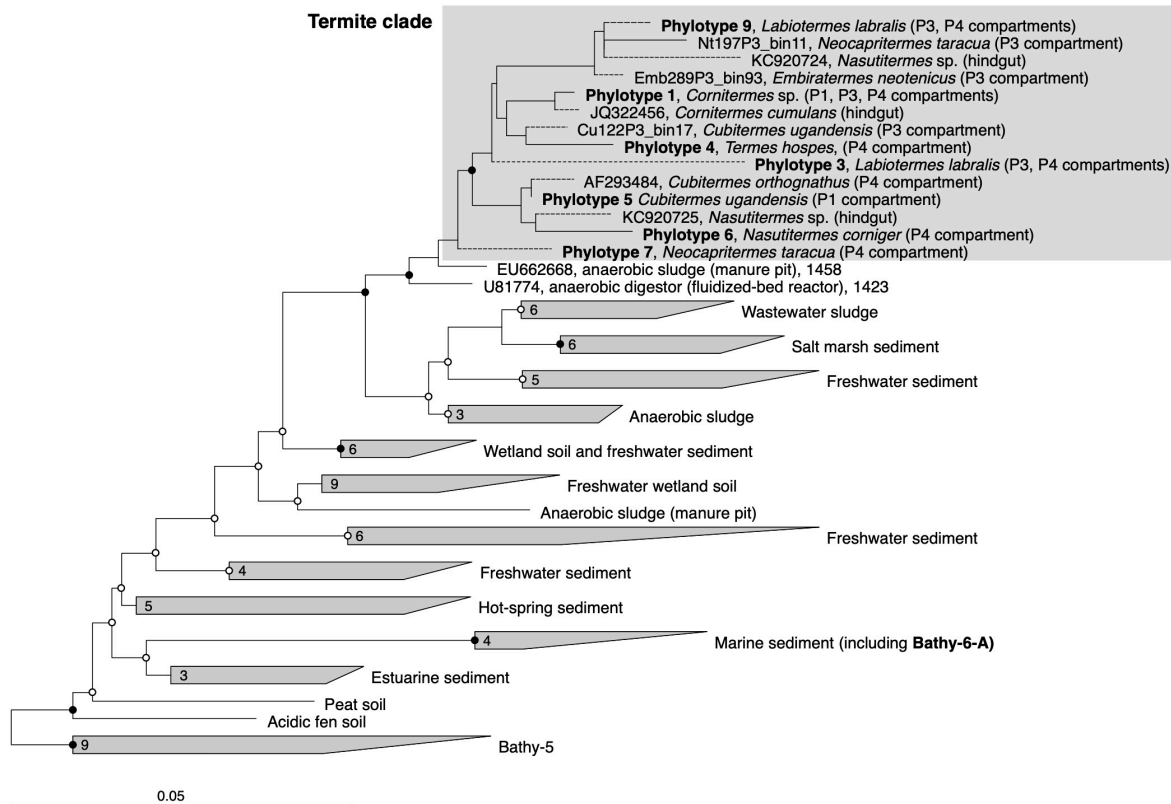 Termite clade
Phylotype 9, Labiotermes labralis (P3, P4 compartments)
Nt197P3_bin11, Neocapritermes taracua (P3 compartment)
KC920724, Nasutitermes sp. (hindgut)
Emb289P3_bin93, Embiratermes neotenicus (P3 compartment)
Phylotype 1, Cornitermes sp. (P1, P3, P4 compartments)
JQ322456, Cornitermes cumulans (hindgut)
Cu122P3_bin17, Cubitermes ugandensis (P3 compartment)
Phylotype 4, Termes hospes, (P4 compartment)
Phylotype 3, Labiotermes labralis (P3, P4 compartments)
AF293484, Cubitermes orthognathus (P4 compartment)
Phylotype 5 Cubitermes ugandensis (P1 compartment)
KC920725, Nasutitermes sp. (hindgut)
Phylotype 6, Nasutitermes corniger (P4 compartment)
Phylotype 7, Neocapritermes taracua (P4 compartment)
EU662668, anaerobic sludge (manure pit), 1458
U81774, anaerobic digestor (fluidized-bed reactor), 1423
6 Wastewater sludge
6 Salt marsh sediment
5 Freshwater sediment
3 Anaerobic sludge
6 Wetland soil and freshwater sediment
9 Freshwater wetland soil
Anaerobic sludge (manure pit)
6 Freshwater sediment
4 Freshwater sediment
5 Hot-spring sediment
4 Marine sediment (including Bathy-6-A)
3 Estuarine sediment
Peat soil
Acidic fen soil
9 Bathy-5
0.05